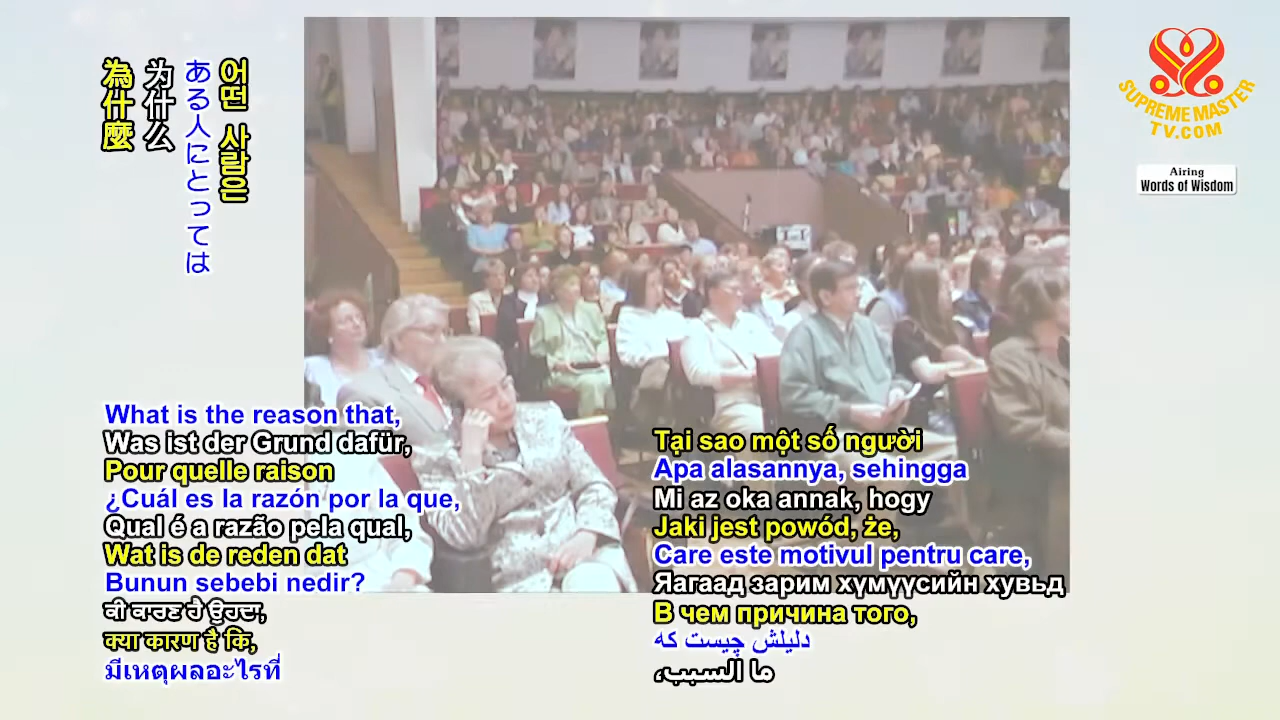 為什麼
为什么
ある人にとっては
어떤 사람은
What is the reason that,
Was ist der Grund dafür,
Pour quelle raison
¿Cuál es la razón por la que,
Qual é a razão pela qual,
Wat is de reden dat
Bunun sebebi nedir?
ਕੀ ਕਾਰਣ ਹੈ ਉਹਦਾ,
क्या कारण है कि,
มีเหตุผลอะไรที่
Tại sao một số người
Apa alasannya, sehingga
Mi az oka annak, hogy
Jaki jest powód, że,
Care este motivul pentru care,
Яагаад зарим хүмүүсийн хувьд
В чем причина того,
دلیلش چیست که
ما السبب،
SUPREME MASTER
TV.COM
Airing
Words of Wisdom